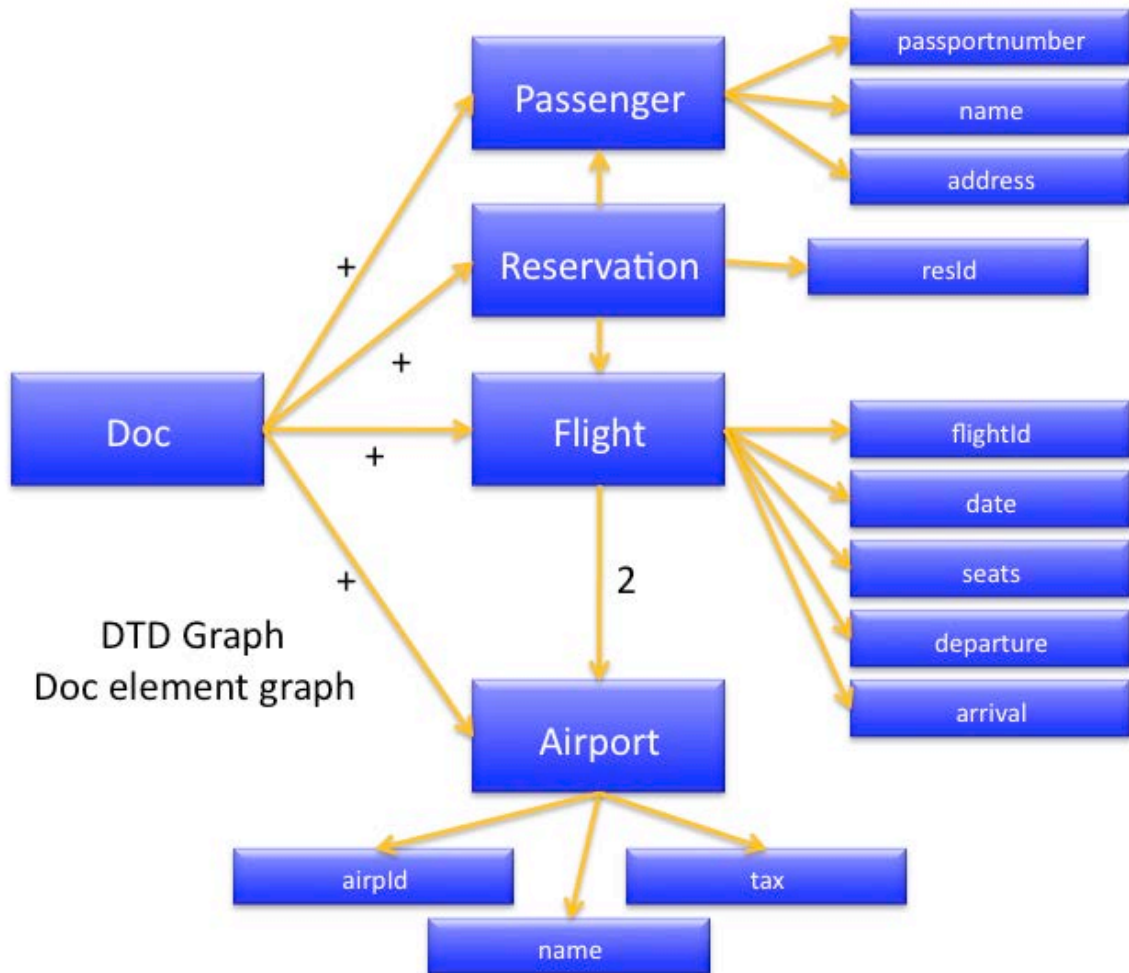 passportnumber
Passenger
name
address
+
Reservation
resId
+
Doc
+
Flight
flightId
date
seats
departure
arrival
+
2
DTD Graph
Doc element graph
Airport
airpId
tax
name